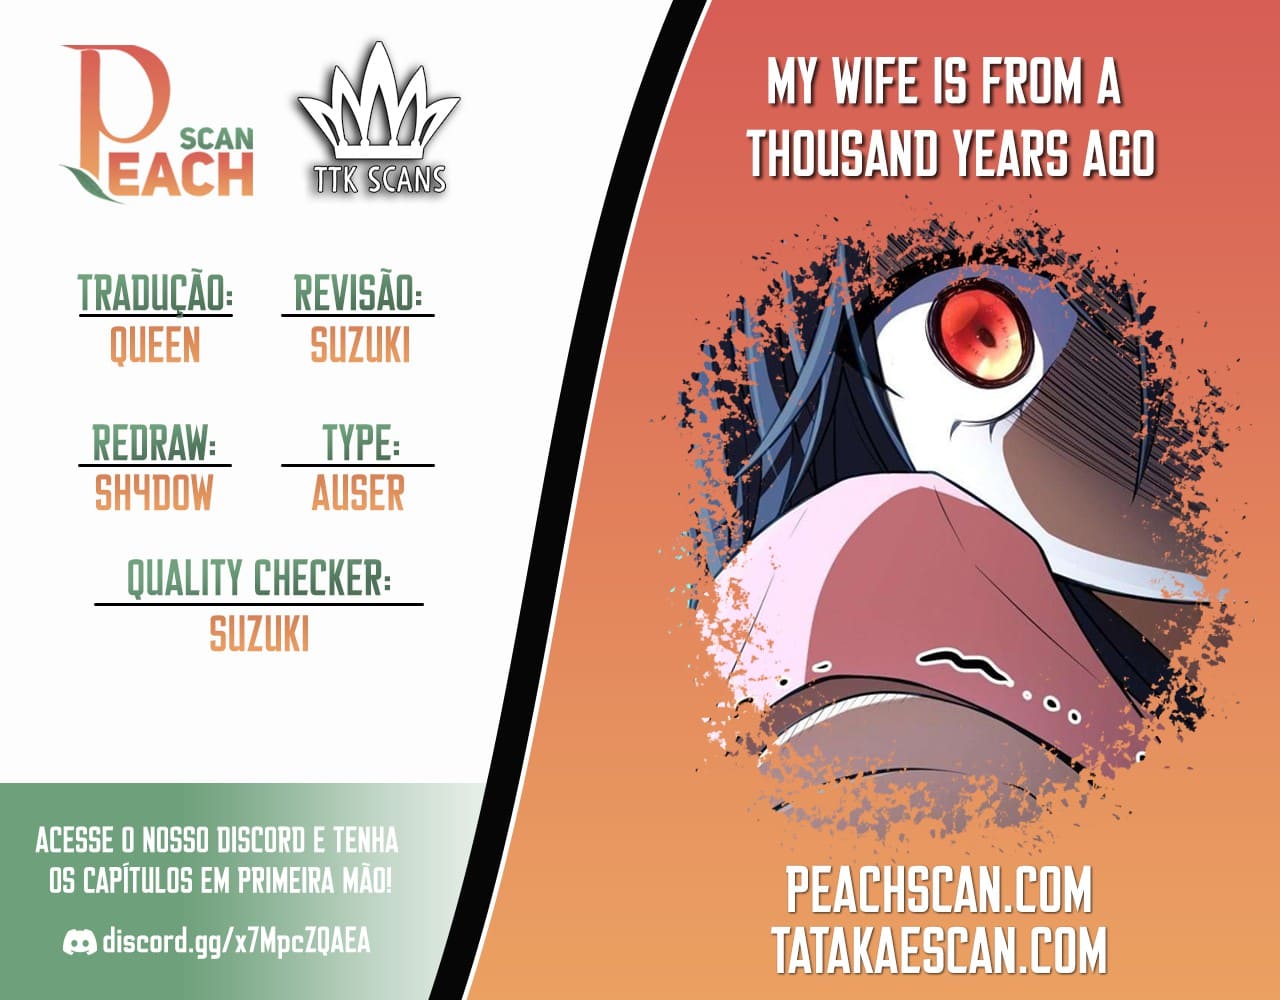 PEACH SCAN
TTK SCANS
TRADUÇÃO:
QUEEN
REVISÃO:
SUZUKI
REDRAW:
SH4DOW
TYPE:
AUSER
QUALITY CHECKER:
SUZUKI
ACESSE O NOSSO DISCORD E TENHA
OS CAPÍTULOS EM PRIMEIRA MÃO!
discord.gg/x7MpcZQAEA
MY WIFE IS FROM A
THOUSAND YEARS AGO
PEACHSCAN.COM
TATAKAESCAN.COM